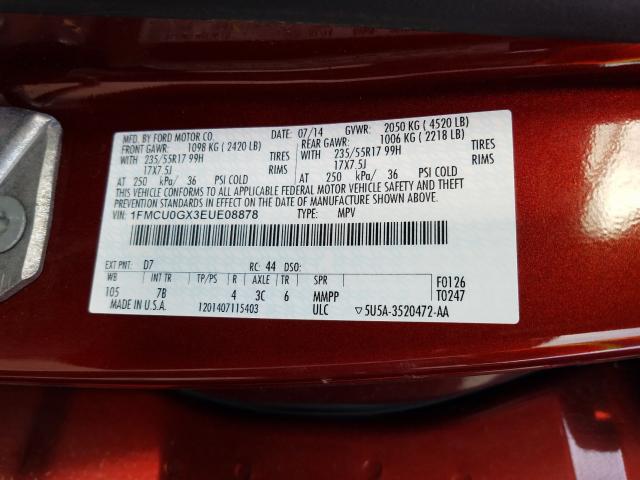 MFD. BY FORD MOTOR CO. 07/14 GVWR: 2050 KG ( 4520 LB)
FRONT GAWR: 1098 KG ( 2420 LB) REAR GAWR: 1006 KG ( 2218 LB)
WITH 235/55R17 99H TIRES WITH 235/55R17 99H TIRES
17X7.5J RIMS 17X7.5J RIMS
AT 250 kPa/ 36 PSI COLD AT 250 kPa/ 36 PSI COLD
THIS VEHICLE CONFORMS TO ALL APPLICABLE FEDERAL MOTOR VEHICLE SAFETY AND THEFT
PREVENTION STANDARDS IN EFFECT ON THE DATE OF MANUFACTURE SHOWN ABOVE.
VIN: 1FMCU0GX3EUE08878 TYPE: MPV
EXT PNT: D7 RC: 44 DSO:
WB INT TR TP/PS R AXLE TR SPR F0126
105 7B 4 3C 6 MMPP T0247
MADE IN U.S.A. 1201407115403 ULC ▽5U5A-3520472-AA